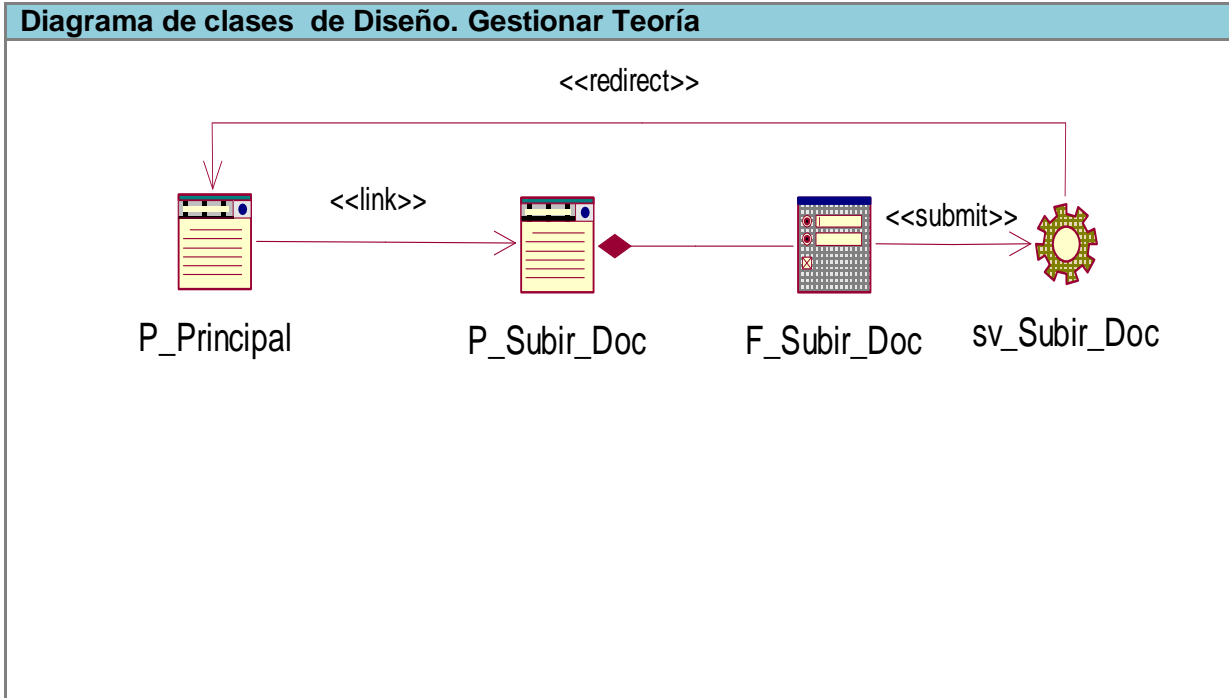 Diagrama de clases  de Diseño. Gestionar Teoría
<<redirect>>
<<link>>
<<submit>>
P_Principal
P_Subir_Doc
F_Subir_Doc
sv_Subir_Doc